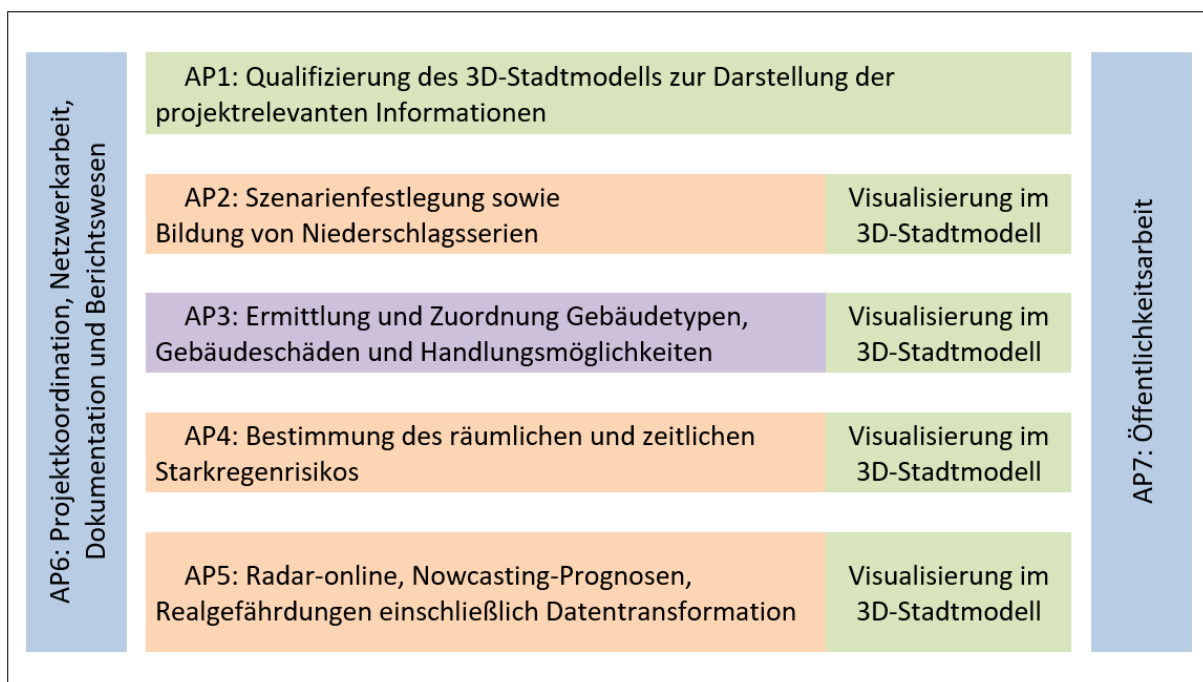 AP6: Projektkoordination, Netzwerkarbeit,
Dokumentation und Berichtswesen
AP1: Qualifizierung des 3D-Stadtmodells zur Darstellung der
projektrelevanten Informationen
AP2: Szenarienfestlegung sowie
Bildung von Niederschlagsserien
Visualisierung im
3D-Stadtmodell
AP3: Ermittlung und Zuordnung Gebäudetypen,
Gebäudeschäden und Handlungsmöglichkeiten
Visualisierung im
3D-Stadtmodell
AP4: Bestimmung des räumlichen und zeitlichen
Starkregenrisikos
Visualisierung im
3D-Stadtmodell
AP5: Radar-online, Nowcasting-Prognosen,
Realgefährdungen einschließlich Datentransformation
Visualisierung im
3D-Stadtmodell
AP7: Öffentlichkeitsarbeit